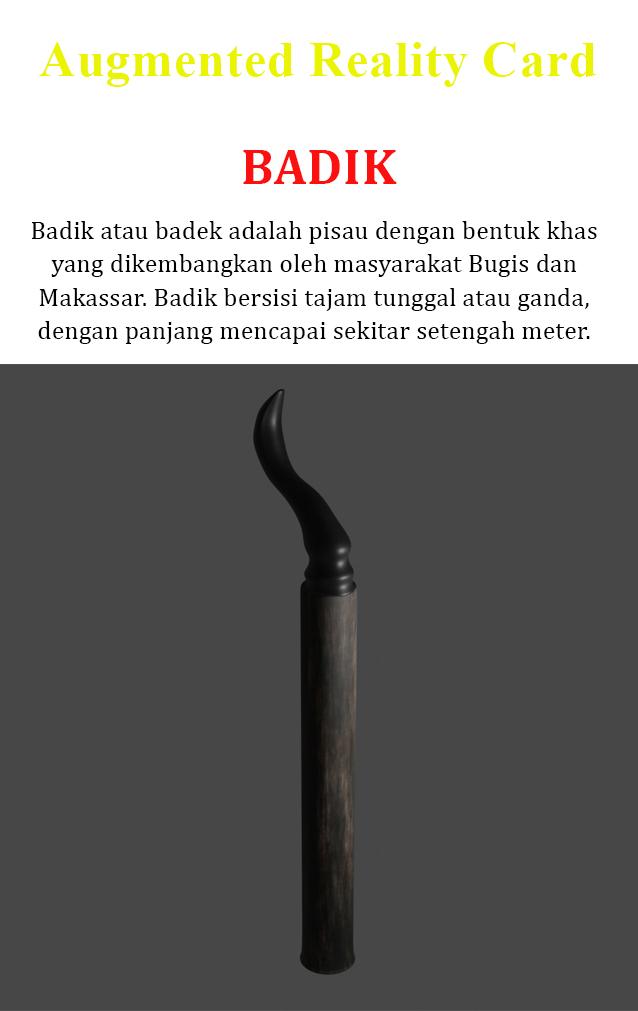 Augmented Reality Card
BADIK
Badik atau badek adalah pisau dengan bentuk khas
yang dikembangkan oleh masyarakat Bugis dan
Makassar. Badik bersisi tajam tunggal atau ganda,
dengan panjang mencapai sekitar setengah meter.